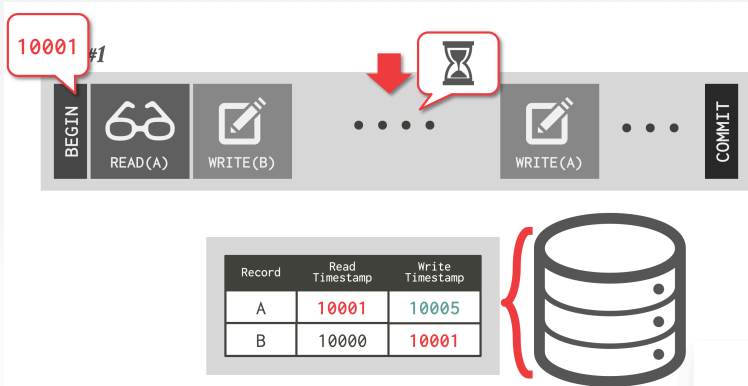 10001
#1
BEGIN
READ(A)
WRITE(B)
WRITE(A)
COMMIT
Record Read Timestamp Write Timestamp
A 10001 10005
B 10000 10001